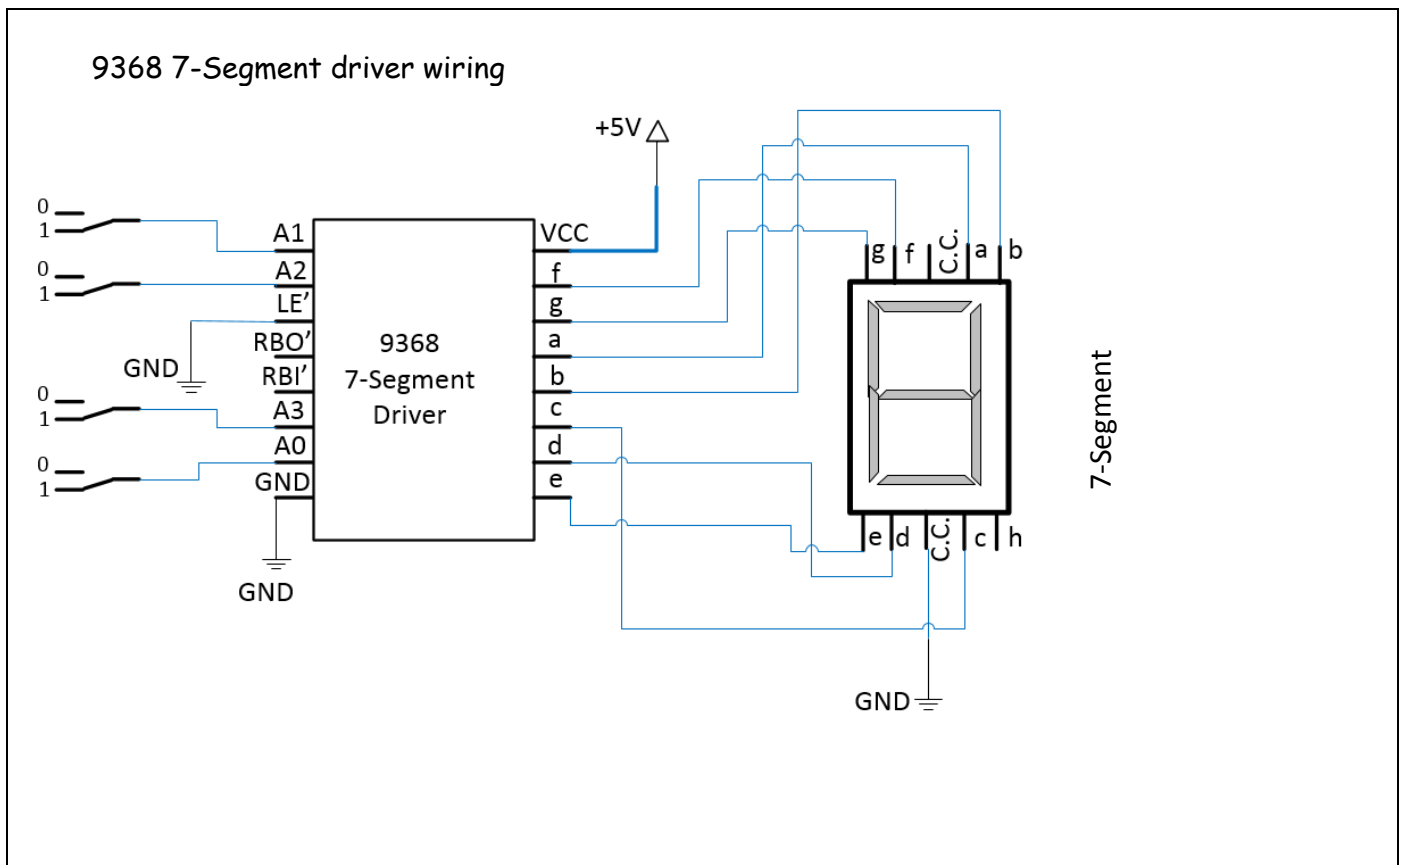 9368 7-Segment driver wiring
+5V
0
1
A1
VCC
0
1
A2
f
LE’
g
GND
RBO’
a
RBI’
b
0
1
A3
c
0
1
A0
d
GND
e
9368
7-Segment
Driver
GND
g f C.C. a b
e d C.C. c h
GND
7-Segment